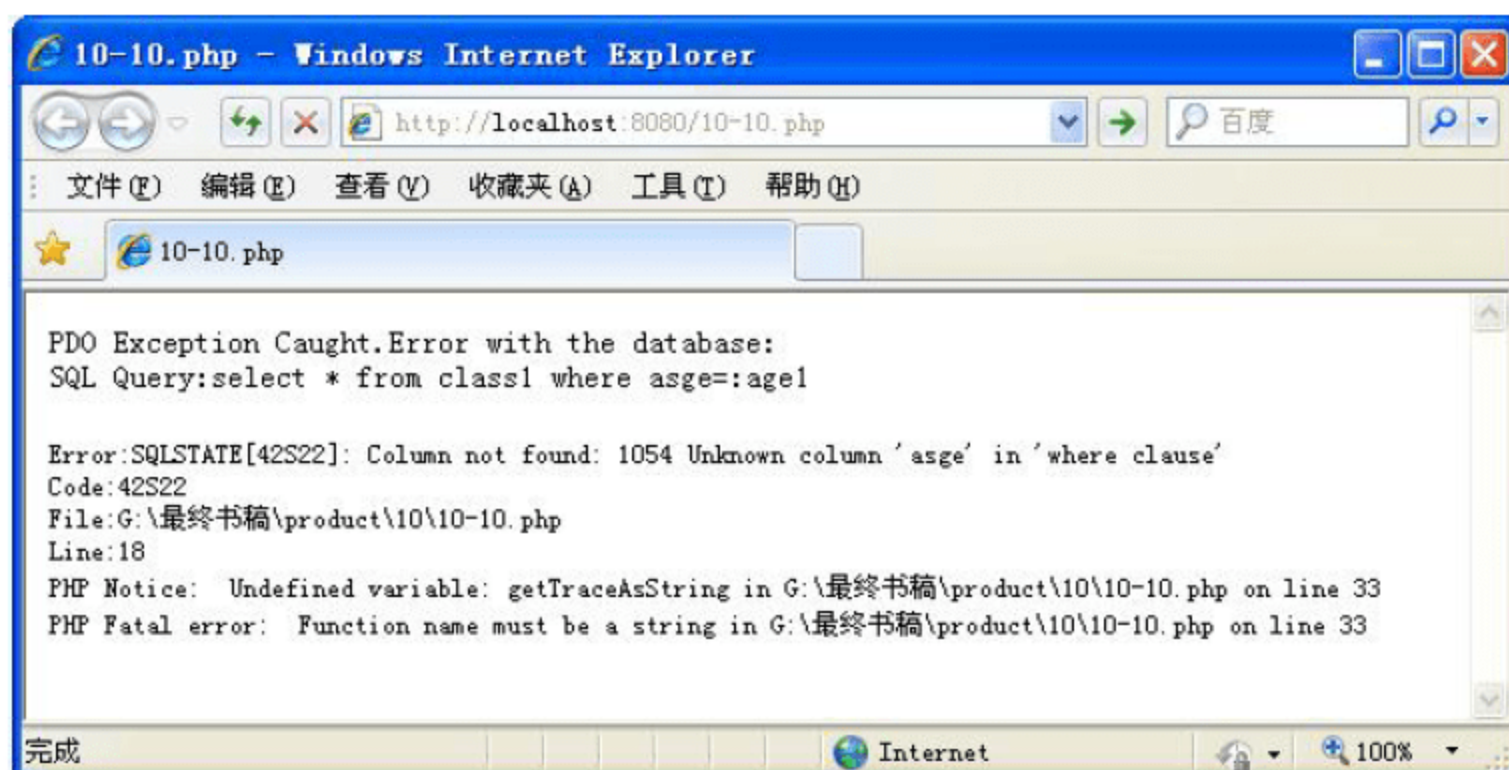 10-10.php - Windows Internet Explorer
http://localhost:8080/10-10.php
百度
文件(F) 编辑(E) 查看(V) 收藏夹(A) 工具(T) 帮助(H)
10-10.php
PDO Exception Caught.Error with the database:
SQL Query:select * from class1 where asge=:age1
Error:SQLSTATE[42S22]: Column not found: 1054 Unknown column 'asge' in 'where clause'
Code:42S22
File:G:\最终书稿\product\10\10-10.php
Line:18
PHP Notice:  Undefined variable: getTraceAsString in G:\最终书稿\product\10\10-10.php on line 33
PHP Fatal error:  Function name must be a string in G:\最终书稿\product\10\10-10.php on line 33
完成 Internet 100%